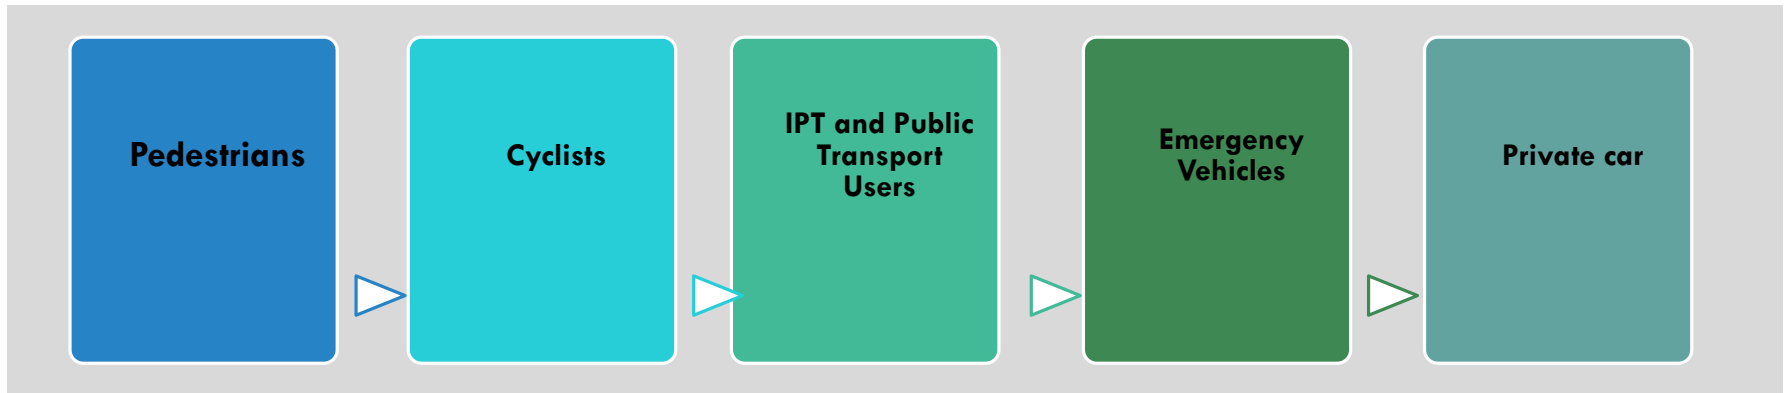 Pedestrians
Cyclists
IPT and Public
Transport
Users
Emergency
Vehicles
Private car